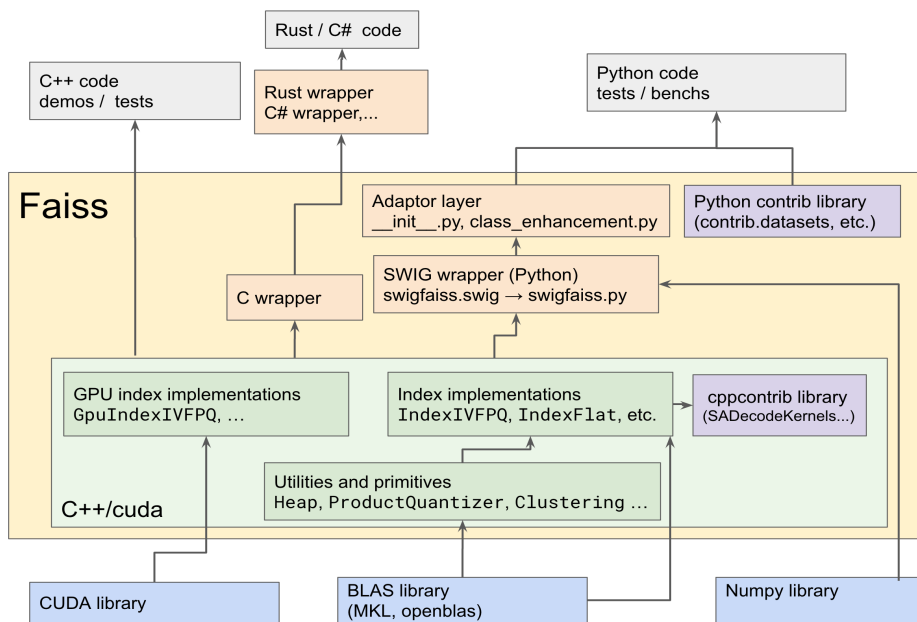 Rust / C# code
C++ code
demos / tests
Rust wrapper
C# wrapper,...
Python code
tests / benchs
Faiss
Adaptor layer
__init__.py, class_enhancement.py
Python contrib library
(contrib.datasets, etc.)
C wrapper
SWIG wrapper (Python)
swigfaiss.swig → swigfaiss.py
GPU index implementations
GpuIndexIVFPQ, …
Index implementations
IndexIVFPQ, IndexFlat, etc.
cppcontrib library
(SADecodeKernels...)
Utilities and primitives
Heap, ProductQuantizer, Clustering …
C++/cuda
CUDA library
BLAS library
(MKL, openblas)
Numpy library